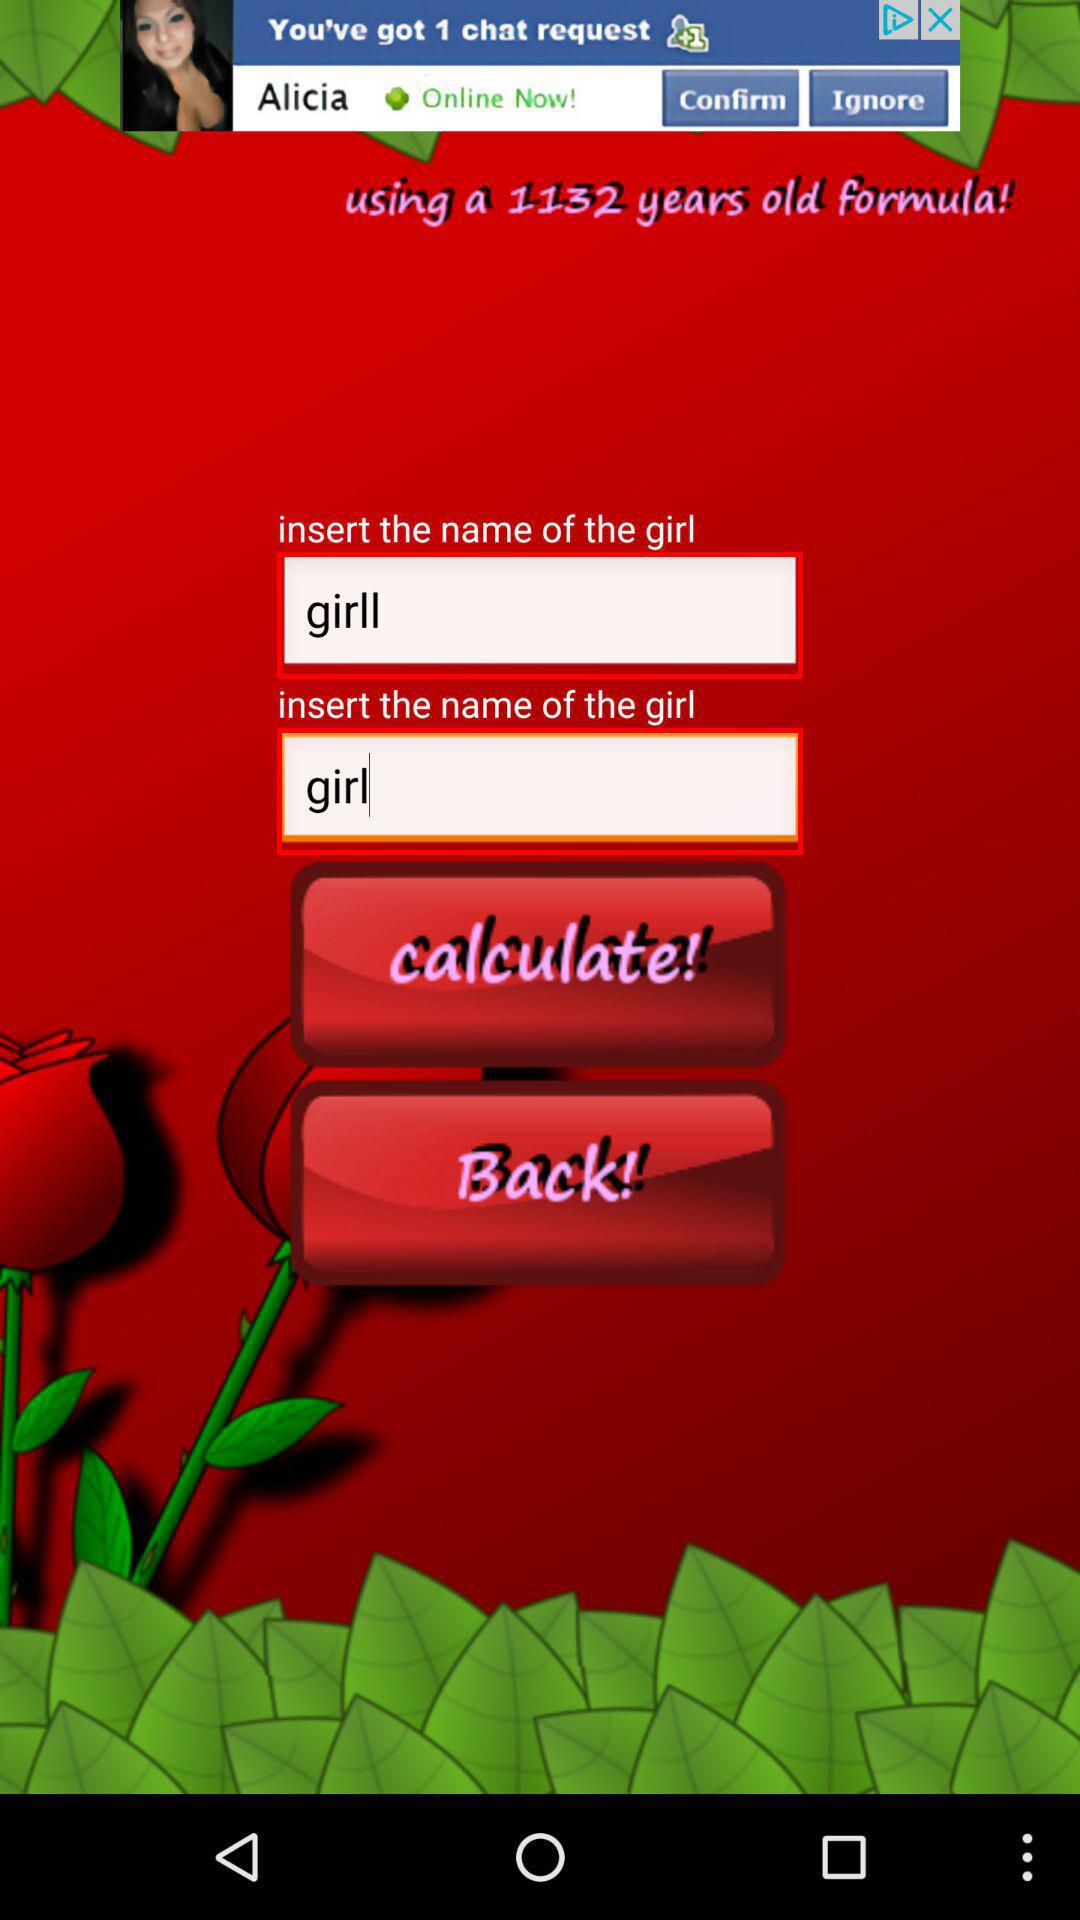 You've got 1 chat request
Alicia Online Now! Confirm Ignore
using a 1132 years old formula!
insert the name of the girl
girll
insert the name of the girl
girl
calculate!
Back!